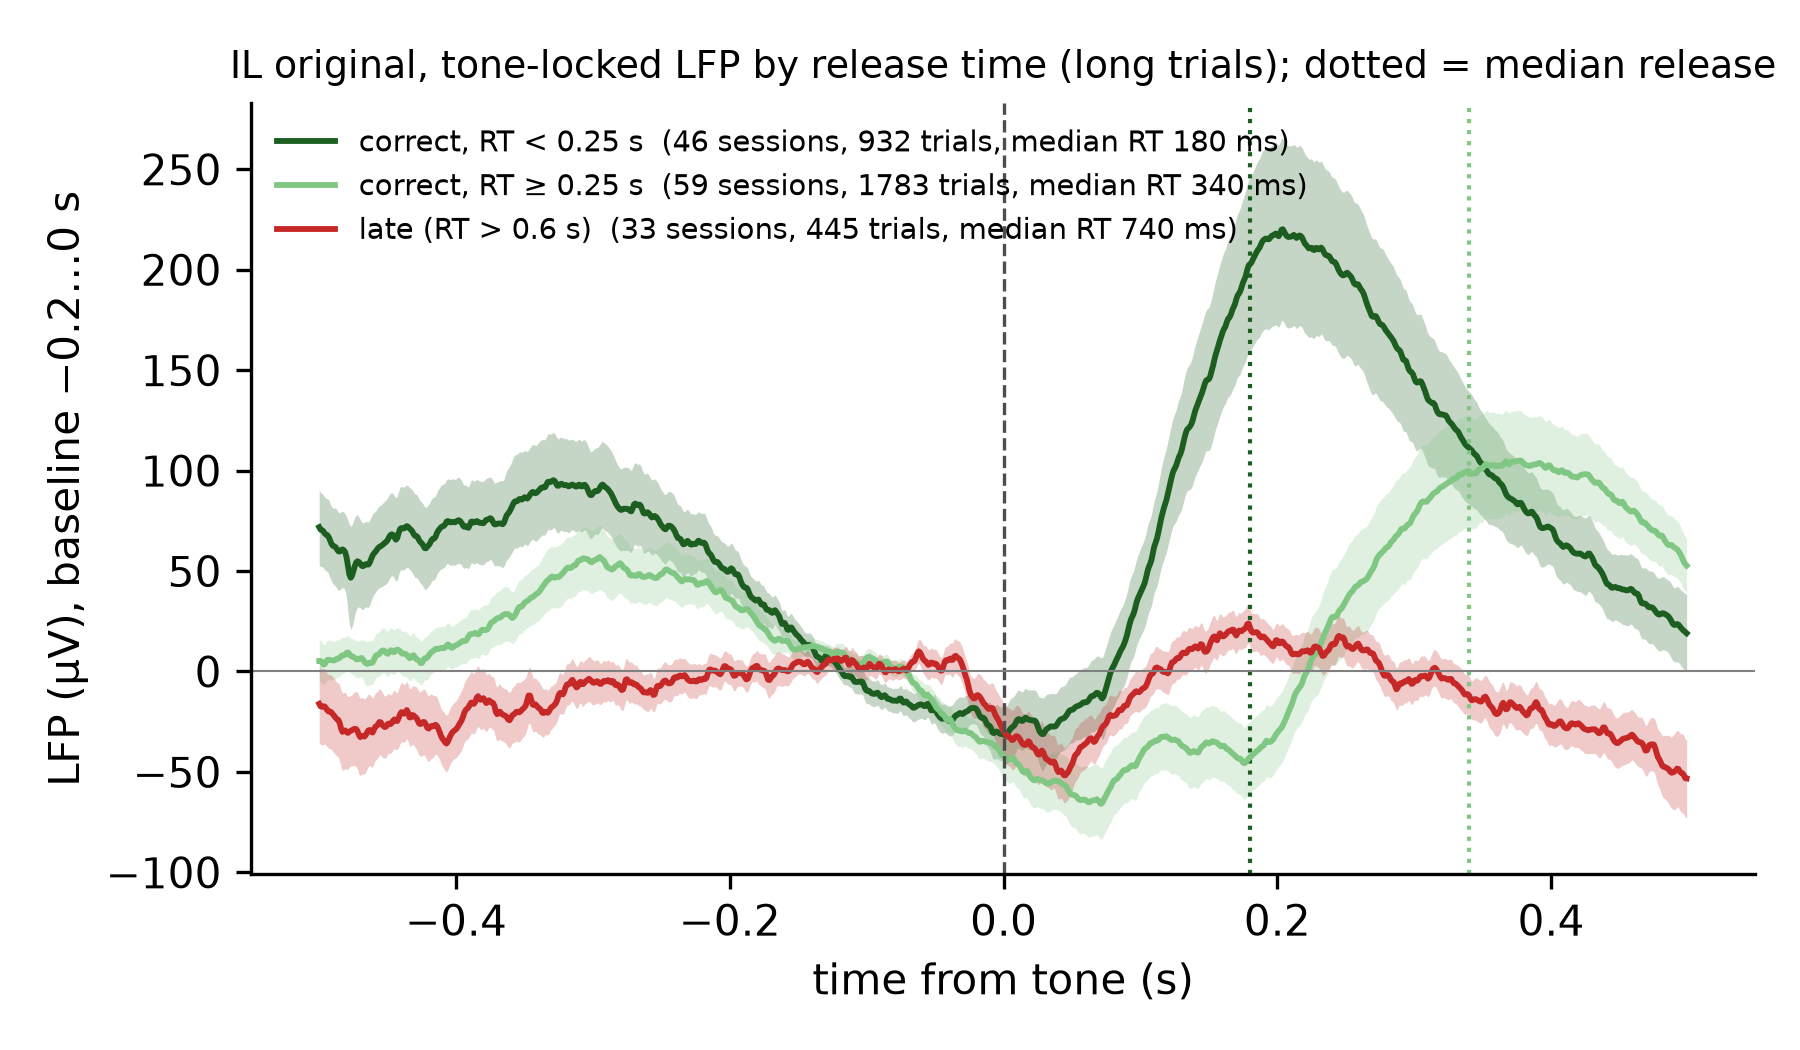 IL original, tone-locked LFP by release time (long trials); dotted = median release
correct, RT < 0.25 s  (46 sessions, 932 trials, median RT 180 ms)
correct, RT ≥ 0.25 s  (59 sessions, 1783 trials, median RT 340 ms)
late (RT > 0.6 s)  (33 sessions, 445 trials, median RT 740 ms)
LFP (µV), baseline −0.2…0 s
250
200
150
100
50
0
−50
−100
−0.4
−0.2
0.0
0.2
0.4
time from tone (s)